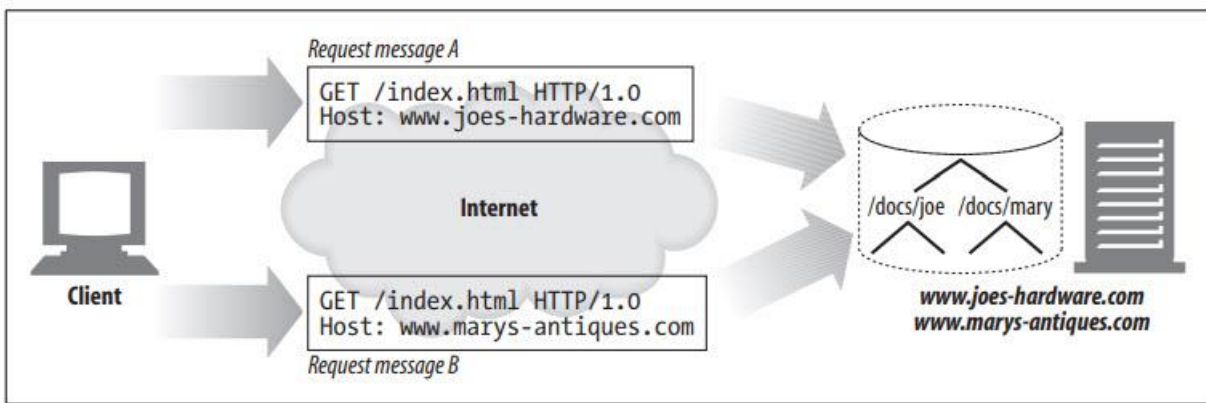 Request message A
GET /index.html HTTP/1.0
Host: www.joes-hardware.com
Internet
Client
GET /index.html HTTP/1.0
Host: www.marys-antiques.com
Request message B
/docs/joe /docs/mary
www.joes-hardware.com
www.marys-antiques.com